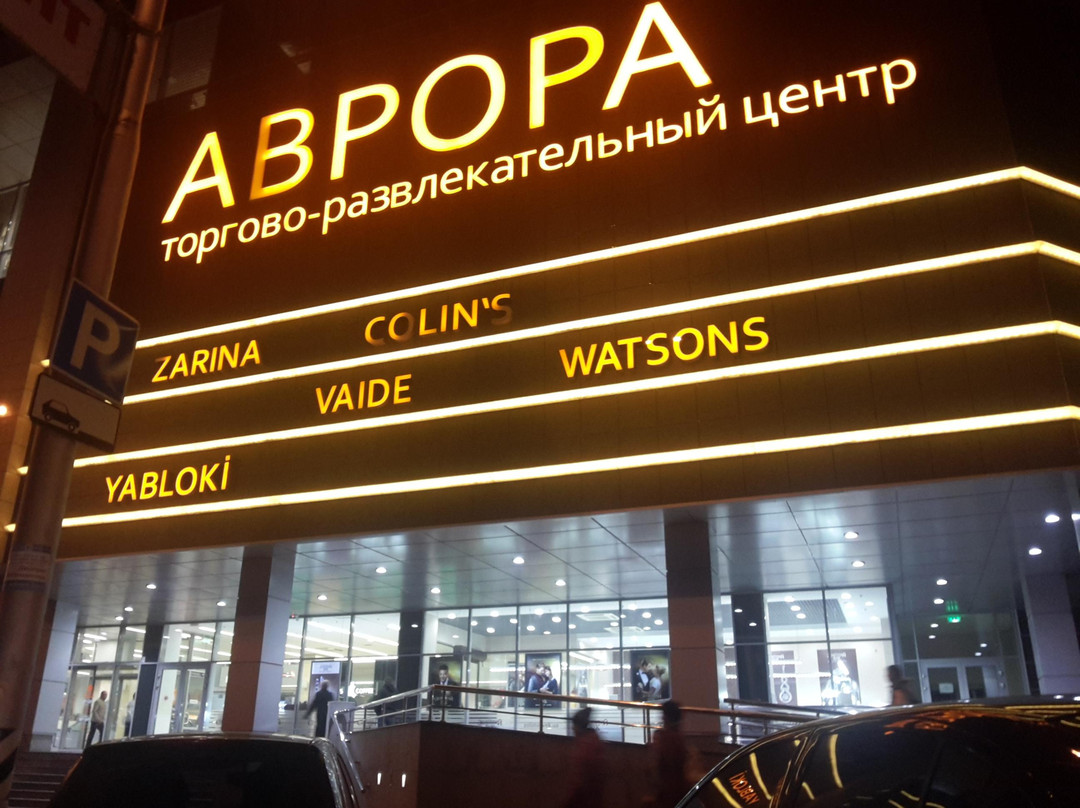 АВРОРА
торгово-развлекательный центр
COLIN'S
ZARINA
WATSONS
VAIDE
YABLOKİ
P